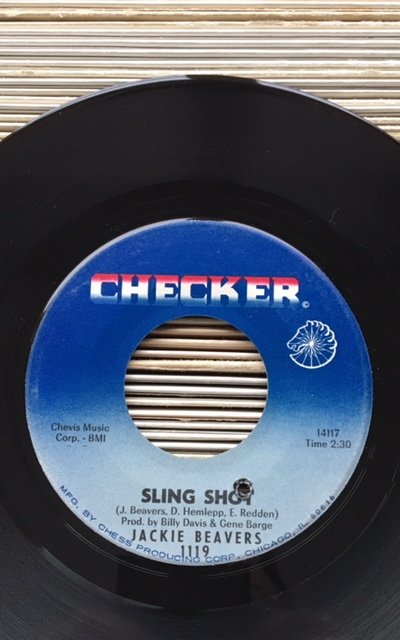 CHECKER
©
Chevis Music
Corp. - BMI
14117
Time 2:30
SLING SHOT
(J. Beavers, D. Hemlepp, E. Redden)
Prod. by Billy Davis & Gene Barge
JACKIE BEAVERS
1119
MFG. BY CHESS PRODUCING CORP., CHICAGO, IL 60616